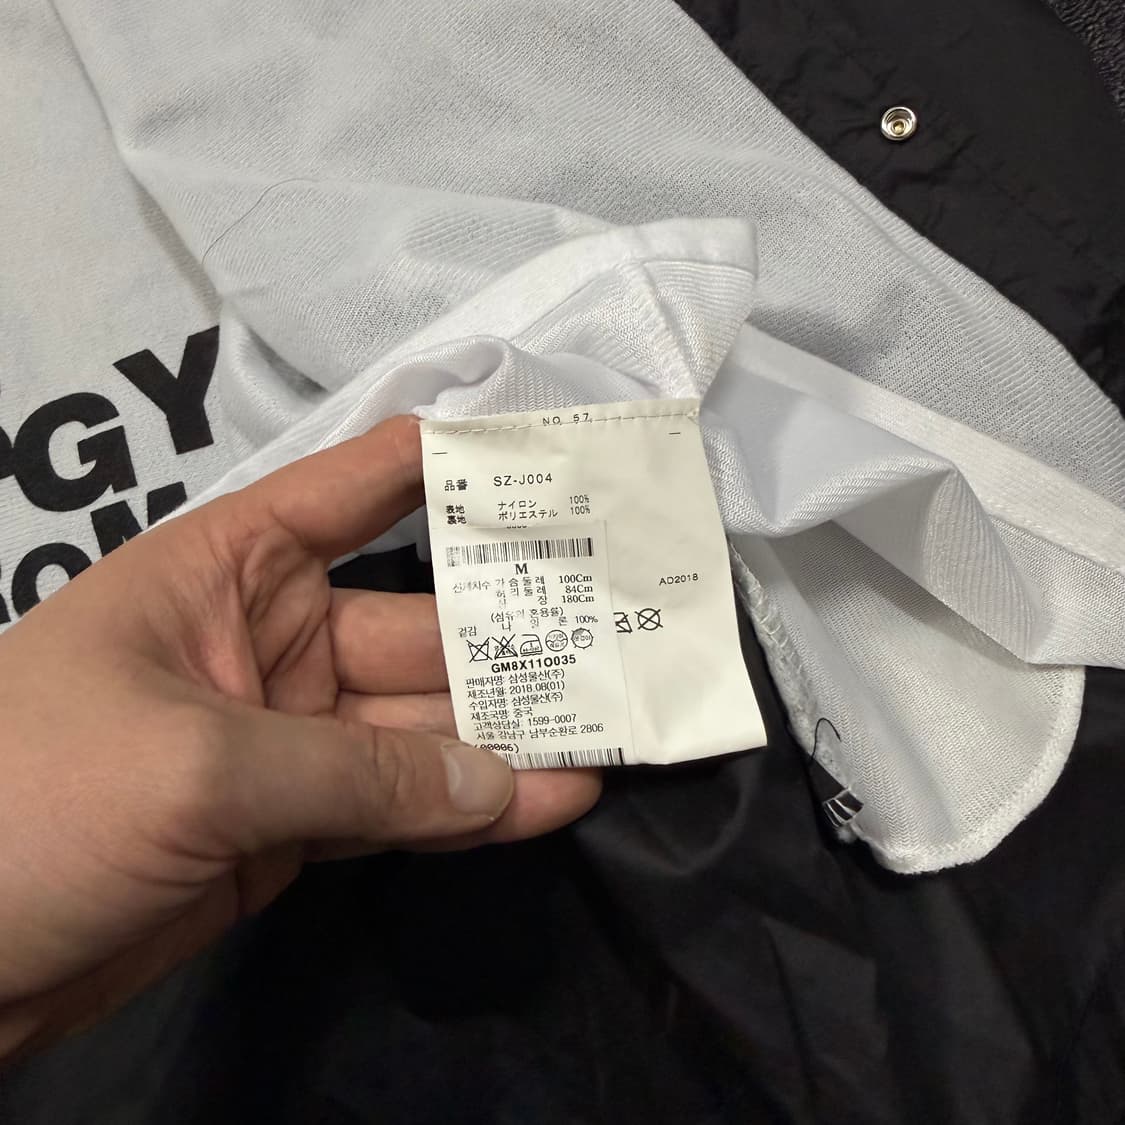 GY
NO. 57
品番 SZ-J004
表地 ナイロン 100%
裏地 ポリエステル 100%
M
신체치수 가슴둘레 100Cm
허리둘레 84Cm
신장 180Cm
(섬유의 혼용률)
겉감 나일론 100%
AD2018
GM8X11O035
판매자명: 삼성물산(주)
제조년월: 2018.08(01)
수입자명: 삼성물산(주)
제조국명: 중국
고객상담실: 1599-0007
서울 강남구 남부순환로 2806
(00006)